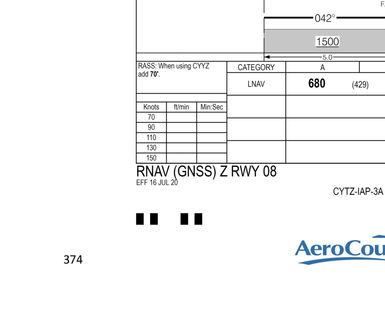 042°
1500
5.0
RASS: When using CYYZ
add 70'.
CATEGORY A
LNAV 680 (429)
Knots ft/min Min:Sec
70
90
110
130
150
RNAV (GNSS) Z RWY 08
EFF 16 JUL 20
CYTZ-IAP-3A
AeroCou
374